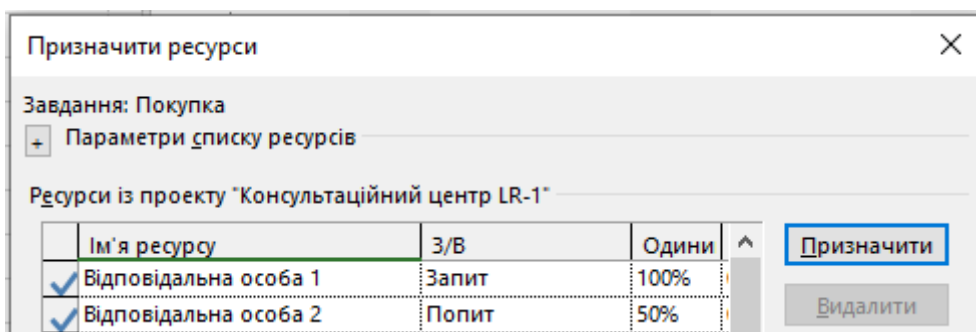 Призначити ресурси
Завдання: Покупка
+ Параметри списку ресурсів
Ресурси із проекту "Консультаційний центр LR-1"
Ім'я ресурсу З/В Одини Призначити
Відповідальна особа 1 Запит 100%
Відповідальна особа 2 Попит 50% Видалити